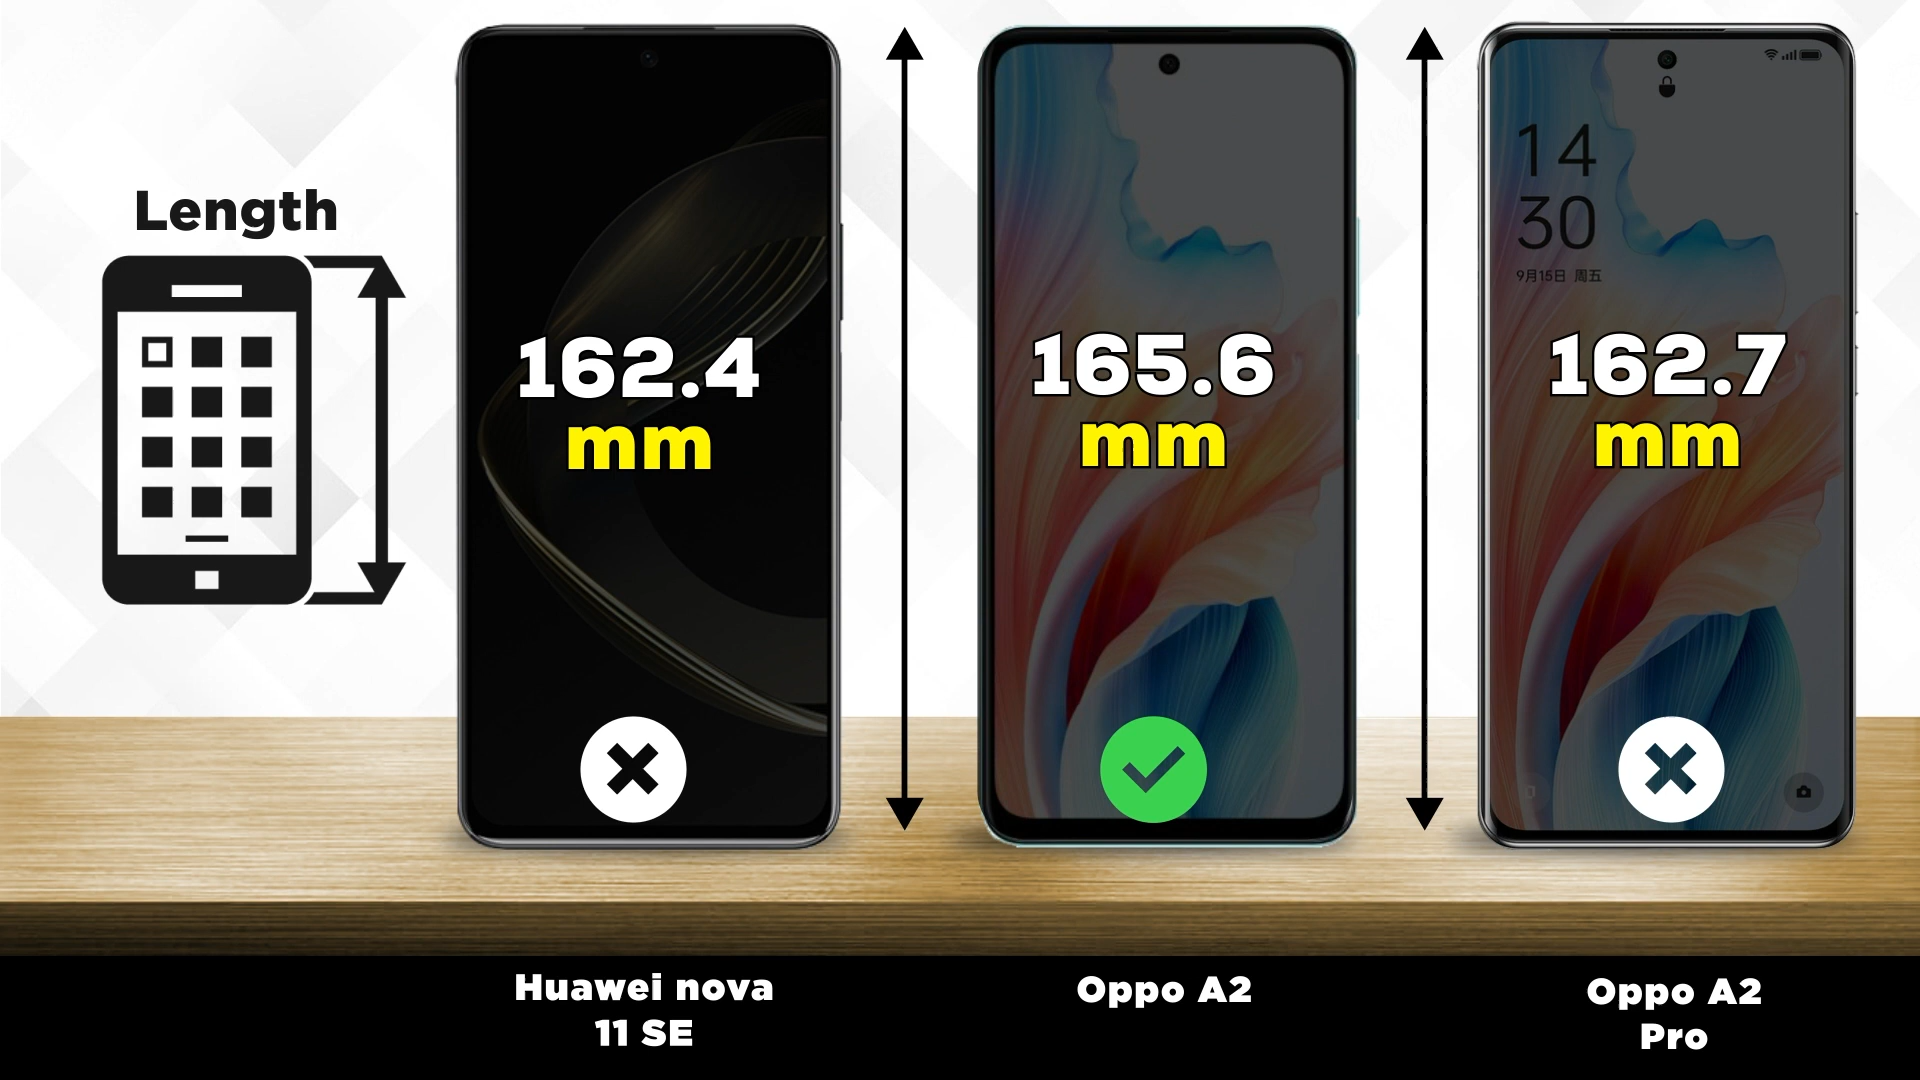 Length
162.4
mm
165.6
mm
14
30
9月15日 周五
162.7
mm
Huawei nova
11 SE
Oppo A2
Oppo A2
Pro